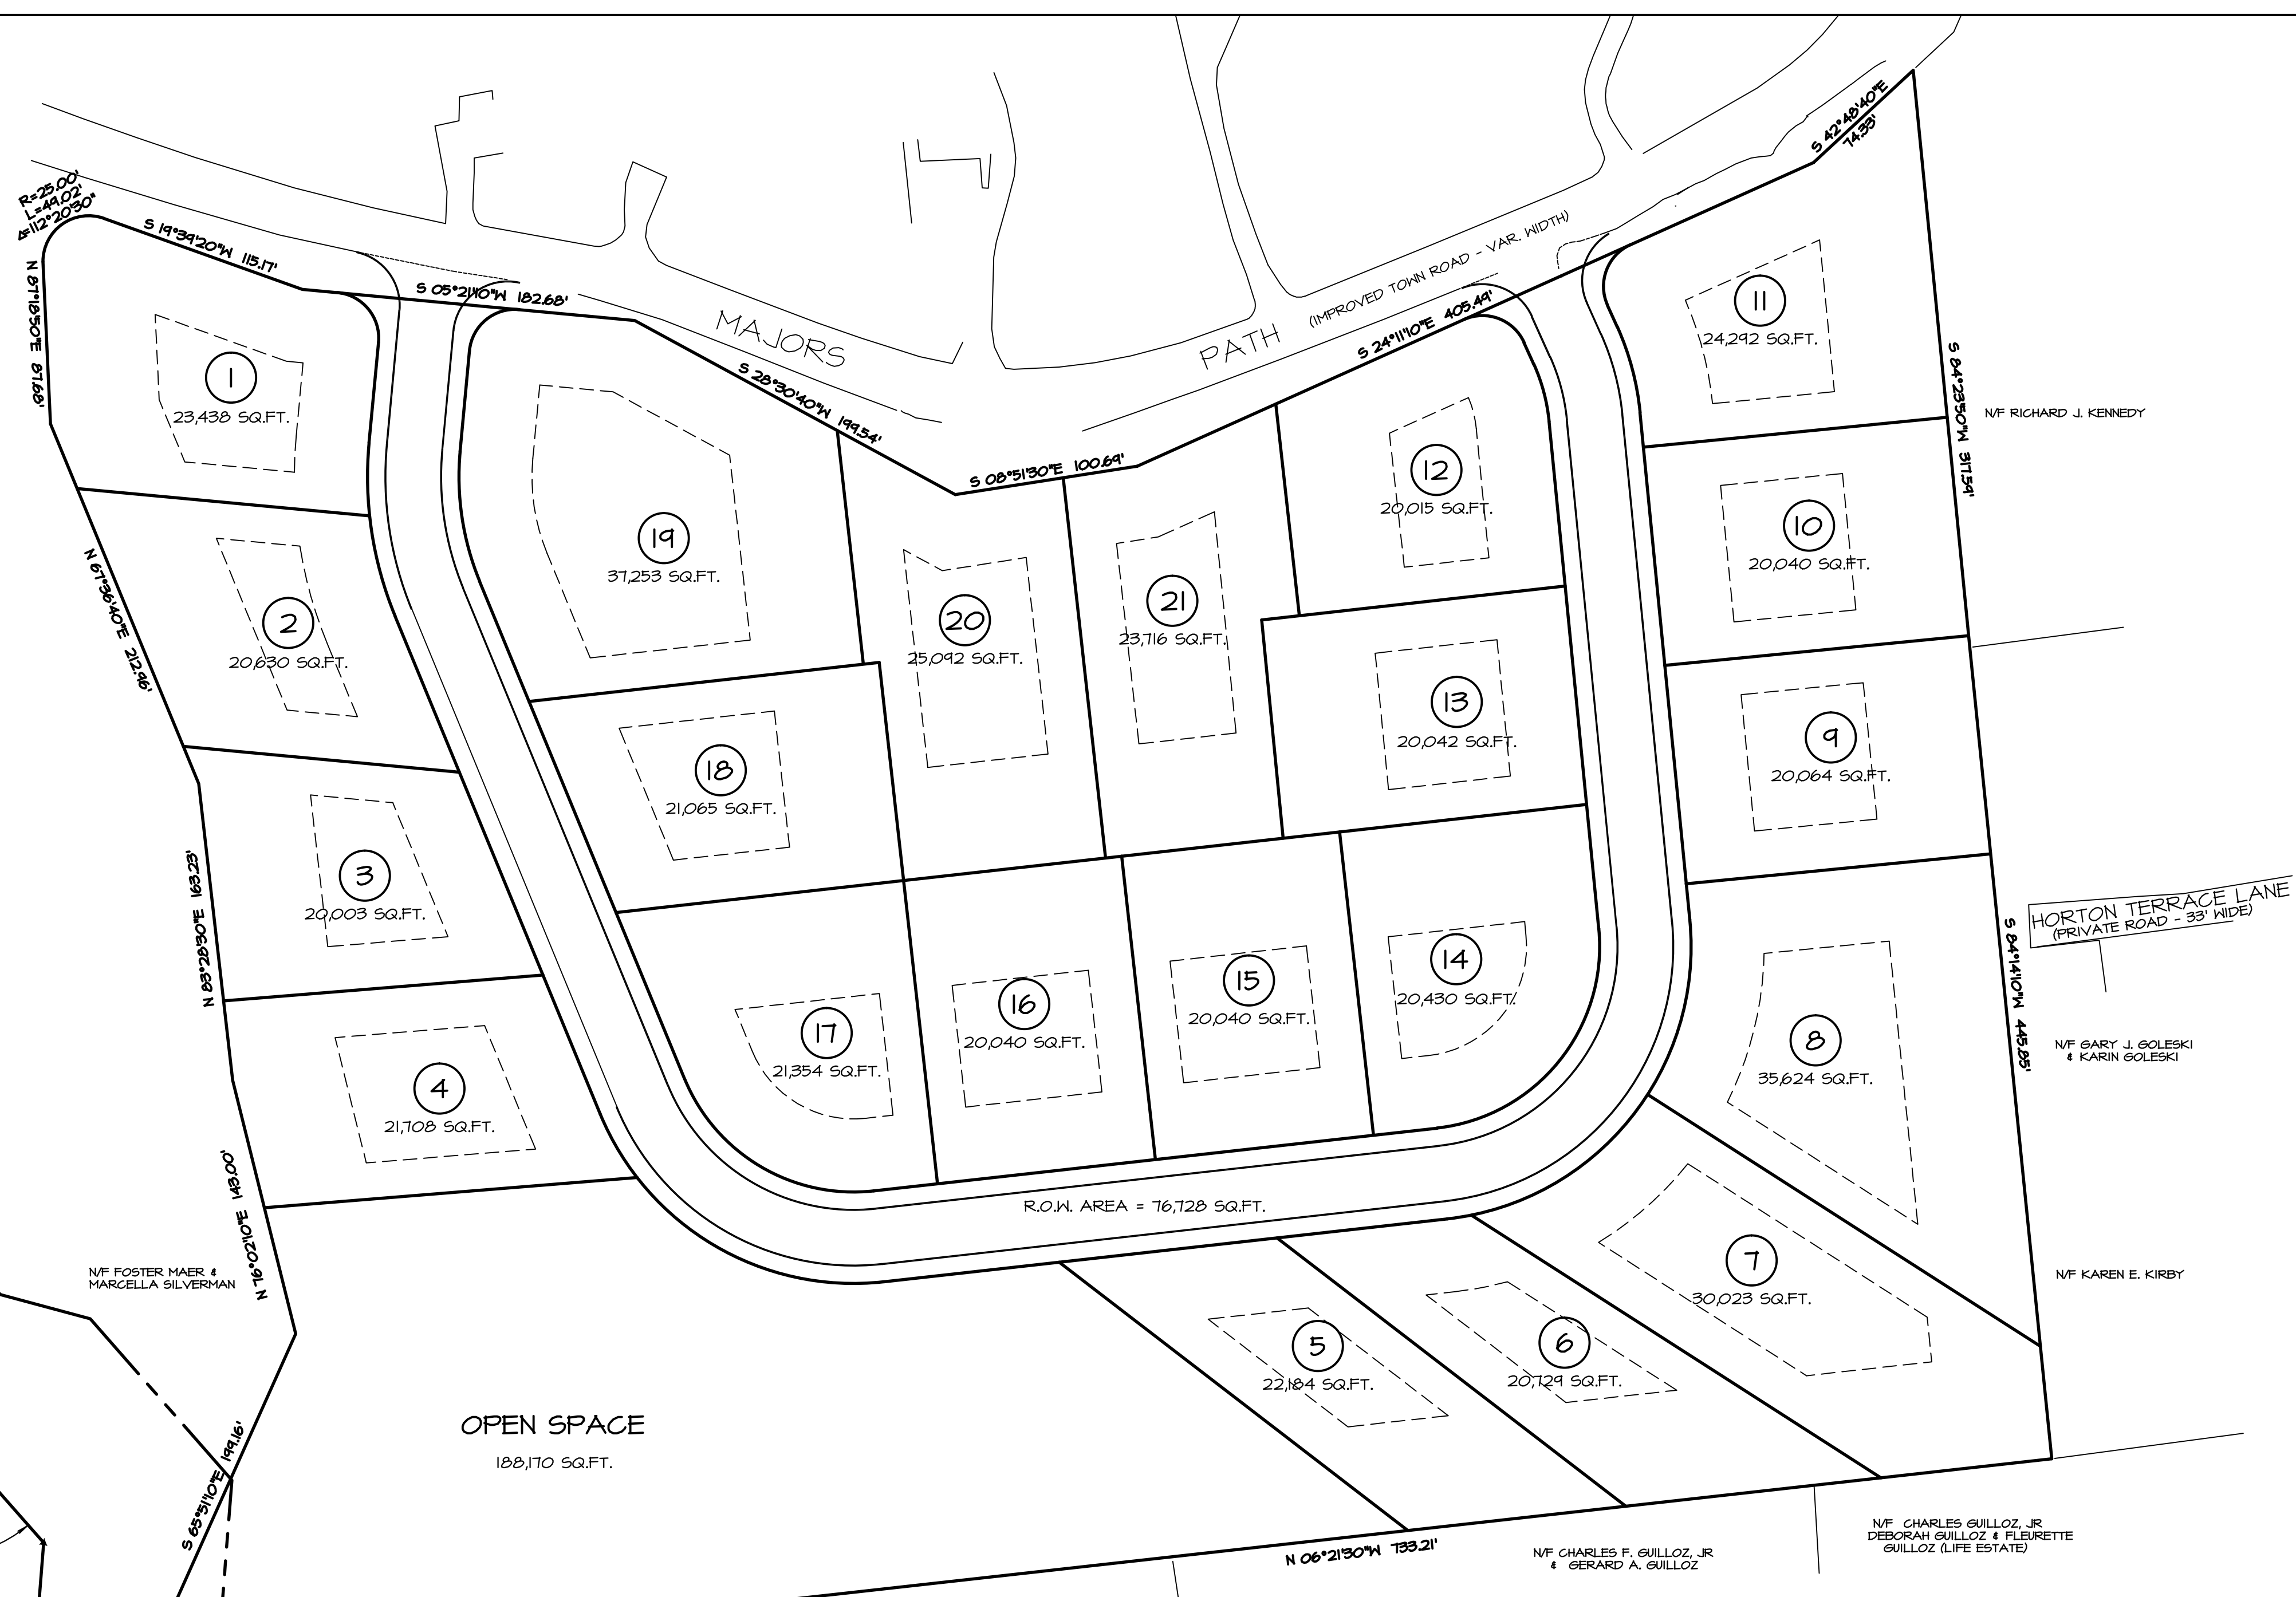 R=25.00'
L=49.02'
Δ=112°20'30"
S 19°39'20"W 115.17'
N 87°18'50"E 87.68'
S 05°21'10"W 182.68'
MAJORS
PATH
(IMPROVED TOWN ROAD - VAR. WIDTH)
S 28°30'40"W 199.54'
S 08°51'30"E 100.69'
S 24°11'10"E 405.49'
S 42°48'40"E
74.33'
S 84°23'50"W 317.59'
N/F RICHARD J. KENNEDY
1
23,438 SQ.FT.
11
24,292 SQ.FT.
12
20,015 SQ.FT.
19
37,253 SQ.FT.
10
20,040 SQ.FT.
2
20,630 SQ.FT.
20
25,092 SQ.FT.
21
23,716 SQ.FT.
N 67°36'40"E 212.96'
18
21,065 SQ.FT.
13
20,042 SQ.FT.
9
20,064 SQ.FT.
3
20,003 SQ.FT.
N 83°28'30"E 163.23'
HORTON TERRACE LANE
(PRIVATE ROAD - 33' WIDE)
17
21,354 SQ.FT.
16
20,040 SQ.FT.
15
20,040 SQ.FT.
14
20,430 SQ.FT.
8
35,624 SQ.FT.
S 84°14'10"W 445.85'
N/F GARY J. GOLESKI
& KARIN GOLESKI
4
21,708 SQ.FT.
N 76°02'10"E 143.00'
R.O.W. AREA = 76,728 SQ.FT.
N/F FOSTER MAER &
MARCELLA SILVERMAN
7
30,023 SQ.FT.
N/F KAREN E. KIRBY
5
22,184 SQ.FT.
6
20,729 SQ.FT.
OPEN SPACE
188,170 SQ.FT.
S 65°51'10"E 199.16'
N 06°21'30"W 733.21'
N/F CHARLES F. GUILLOZ, JR
& GERARD A. GUILLOZ
N/F CHARLES GUILLOZ, JR
DEBORAH GUILLOZ & FLEURETTE
GUILLOZ (LIFE ESTATE)